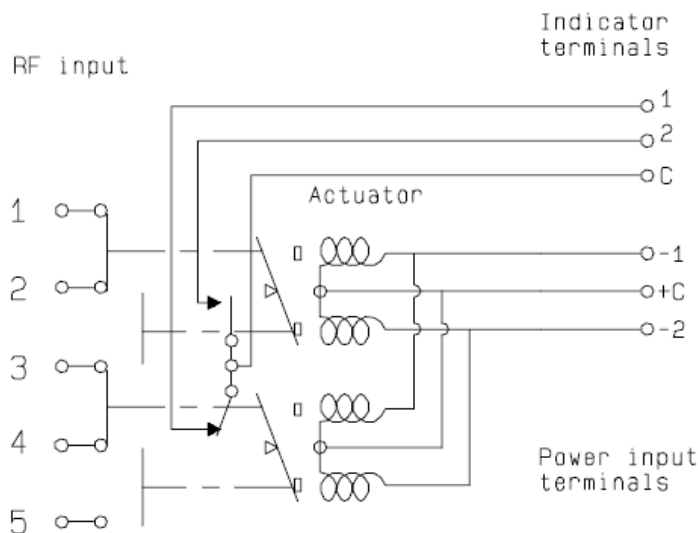 Indicator
terminals
RF input
1
2
C
Actuator
1
2
3
4
5
-1
+C
-2
Power input
terminals